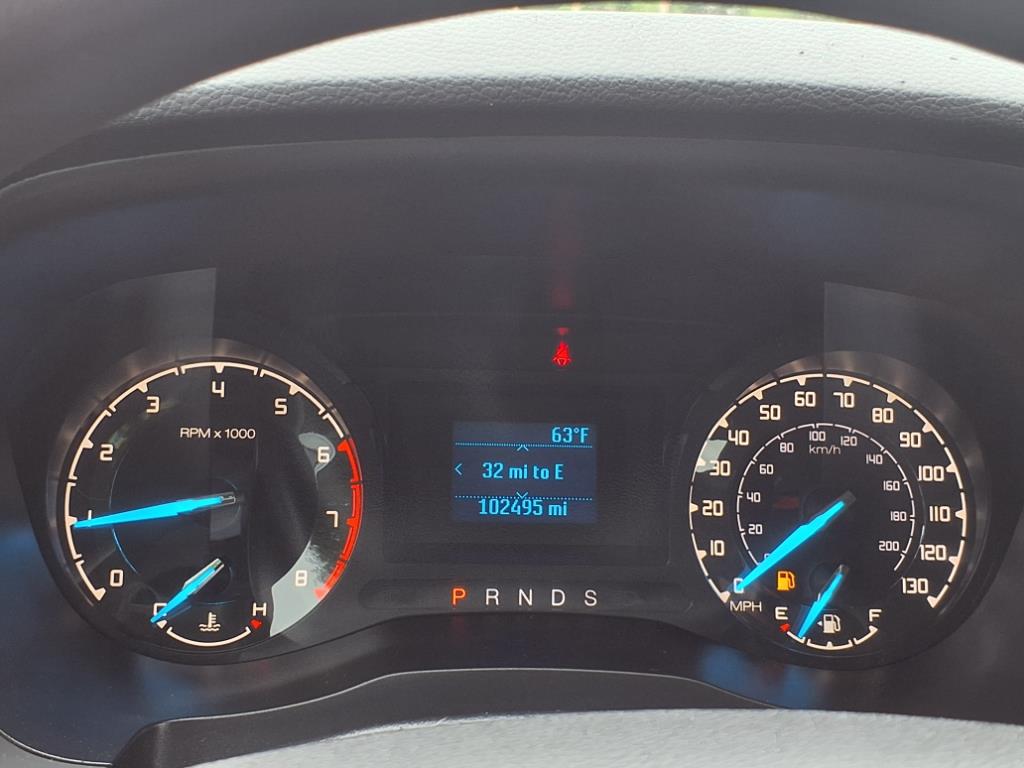 63°F
32 mi to E
102495 mi
P R N D S
RPM x 1000
0 1 2 3 4 5 6 7 8
C H
0 10 20 30 40 50 60 70 80 90 100 110 120 130
MPH
20 40 60 80 100 120 140 160 180 200
km/h
E F